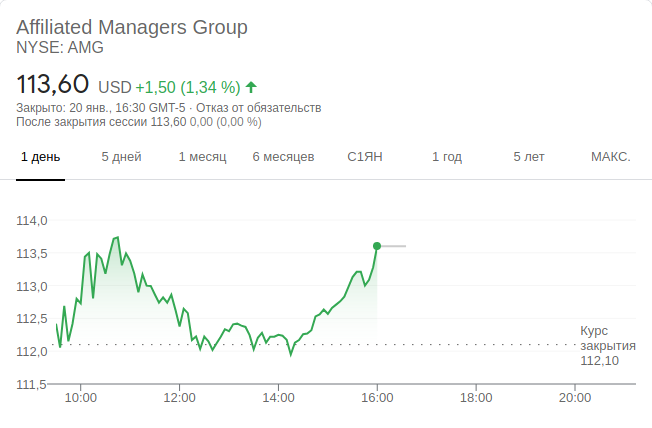 Affiliated Managers Group
NYSE: AMG
113,60 USD +1,50 (1,34 %)
Закрыто: 20 янв., 16:30 GMT-5 · Отказ от обязательств
После закрытия сессии 113,60 0,00 (0,00 %)
1 день 5 дней 1 месяц 6 месяцев С1ЯН 1 год 5 лет МАКС.
114,0
113,5
113,0
112,5
112,0
111,5
Курс
закрытия
112,10
10:00 12:00 14:00 16:00 18:00 20:00